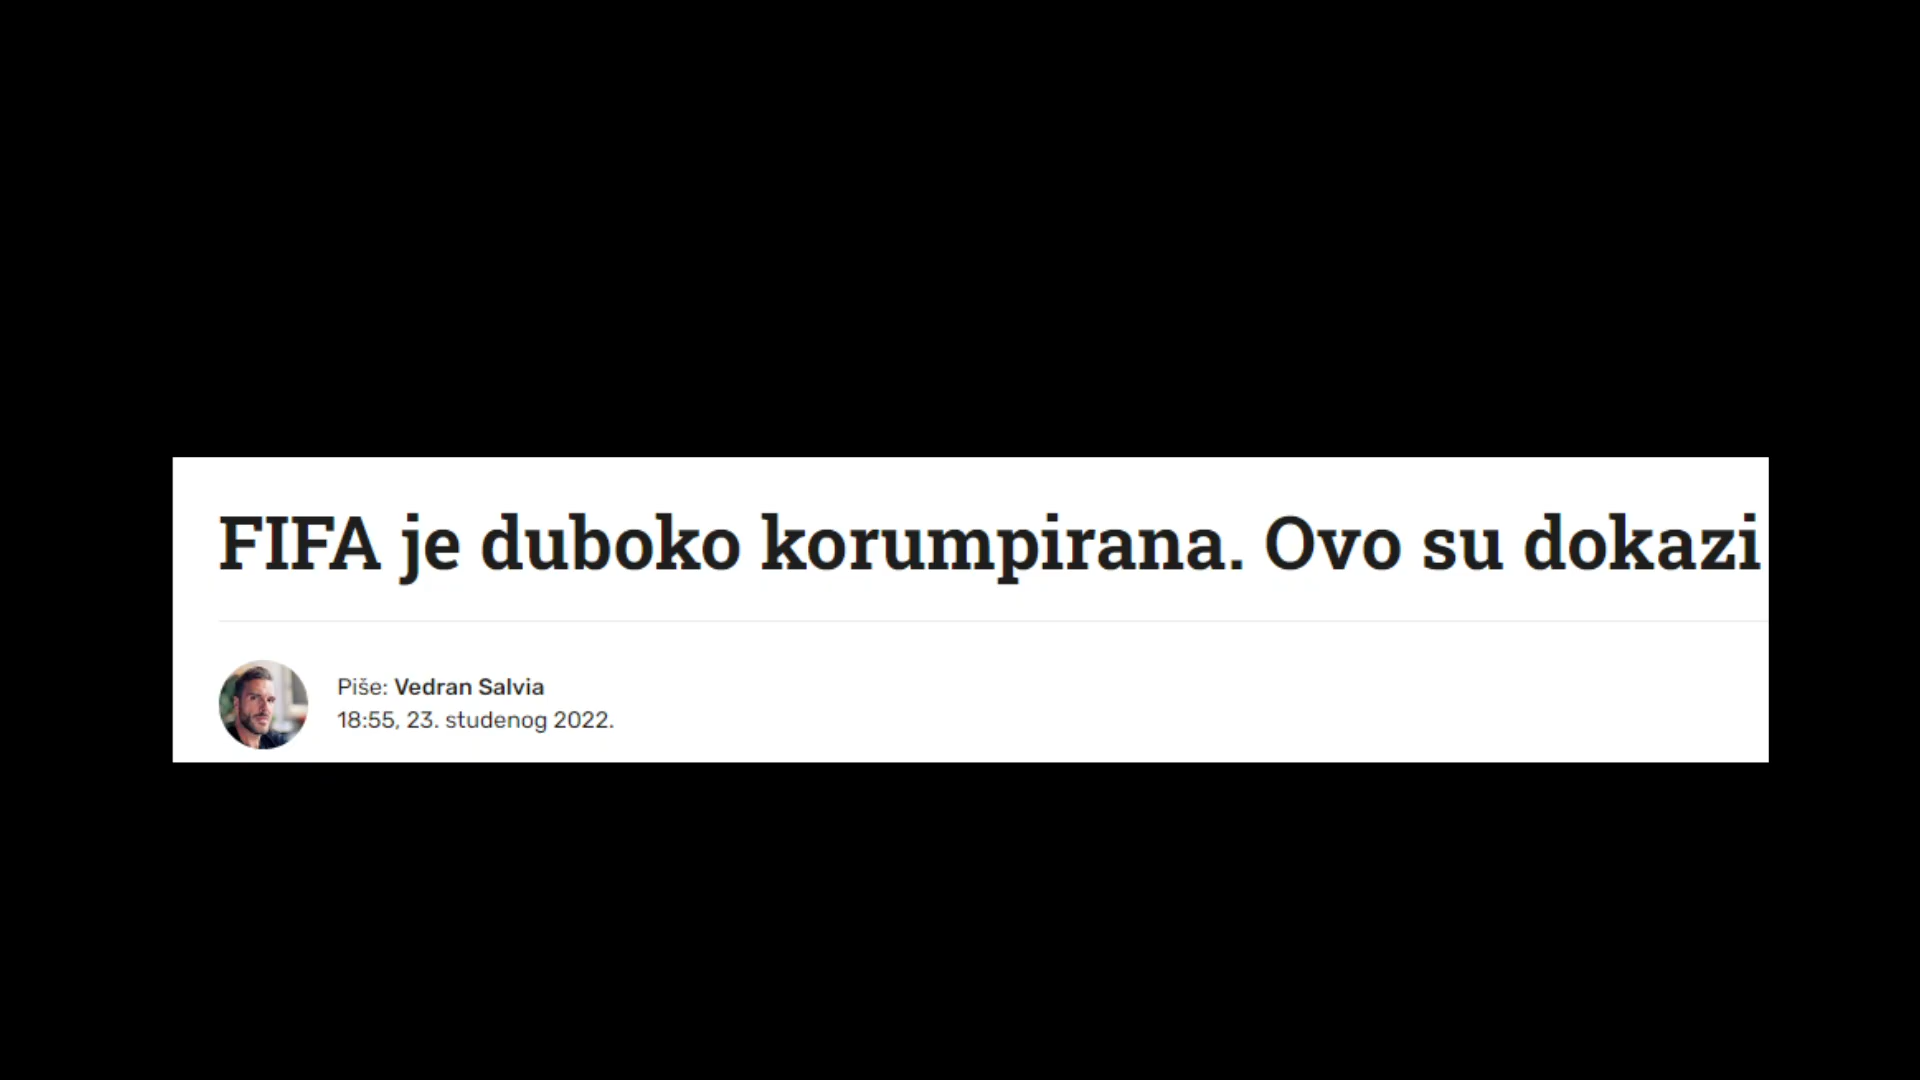 FIFA je duboko korumpirana. Ovo su dokazi
Piše: Vedran Salvia
18:55, 23. studenog 2022.